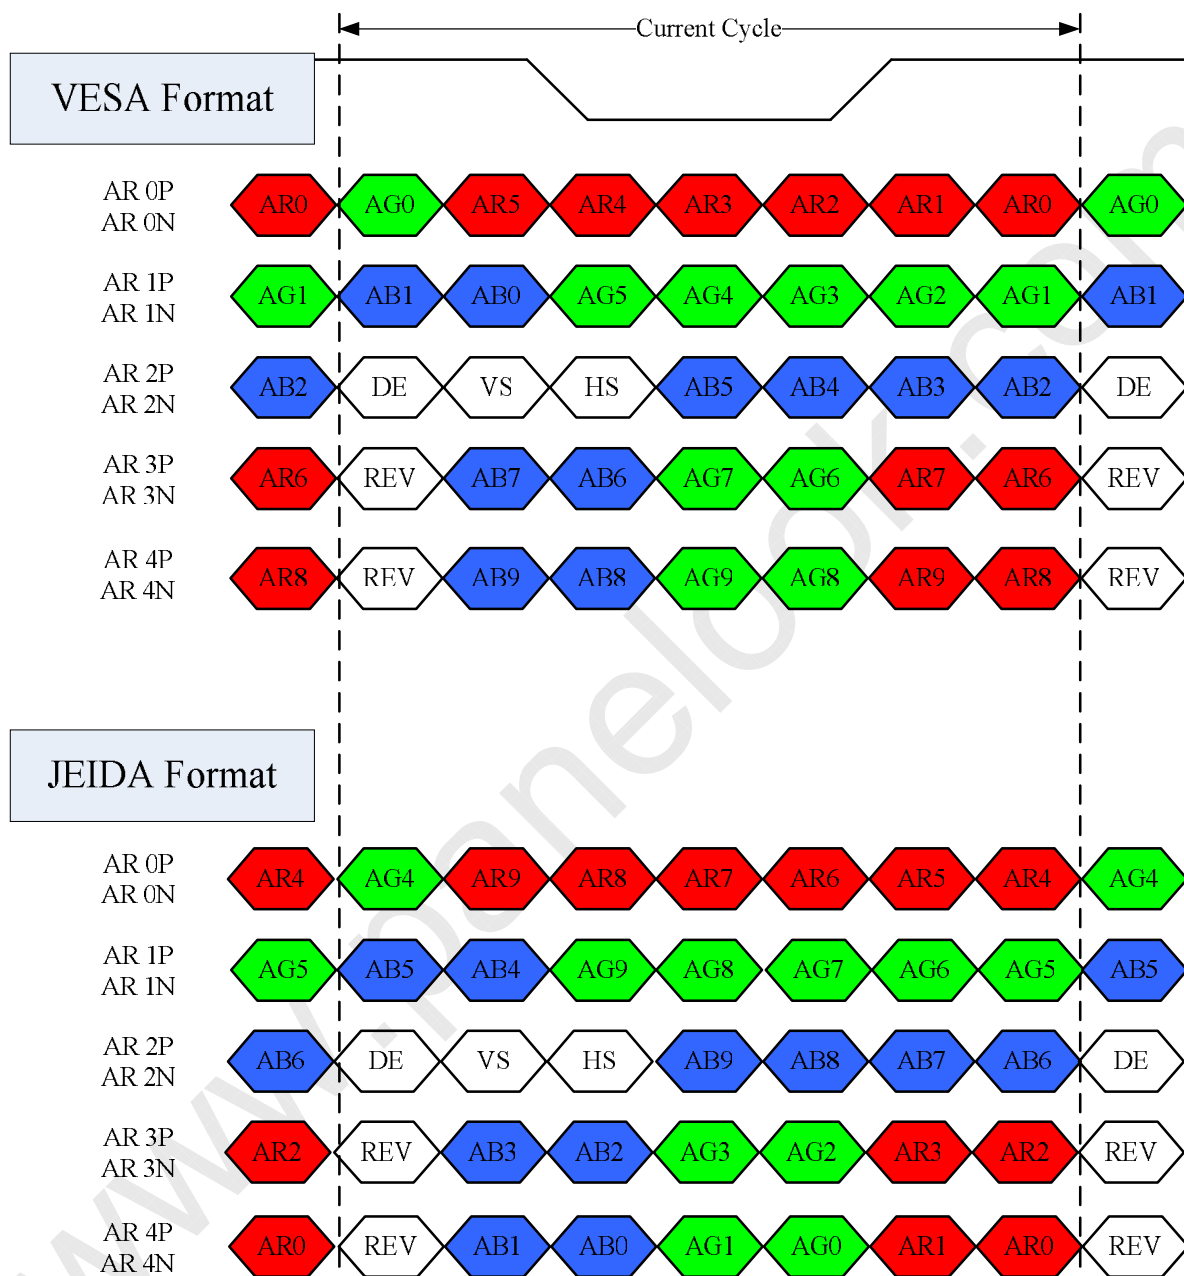 Current Cycle
VESA Format
AR 0P
AR 0N
AR0 AG0 AR5 AR4 AR3 AR2 AR1 AR0 AG0
AR 1P
AR 1N
AG1 AB1 AB0 AG5 AG4 AG3 AG2 AG1 AB1
AR 2P
AR 2N
AB2 DE VS HS AB5 AB4 AB3 AB2 DE
AR 3P
AR 3N
AR6 REV AB7 AB6 AG7 AG6 AR7 AR6 REV
AR 4P
AR 4N
AR8 REV AB9 AB8 AG9 AG8 AR9 AR8 REV
JEIDA Format
AR 0P
AR 0N
AR4 AG4 AR9 AR8 AR7 AR6 AR5 AR4 AG4
AR 1P
AR 1N
AG5 AB5 AB4 AG9 AG8 AG7 AG6 AG5 AB5
AR 2P
AR 2N
AB6 DE VS HS AB9 AB8 AB7 AB6 DE
AR 3P
AR 3N
AR2 REV AB3 AB2 AG3 AG2 AR3 AR2 REV
AR 4P
AR 4N
AR0 REV AB1 AB0 AG1 AG0 AR1 AR0 REV
www.panelook.com